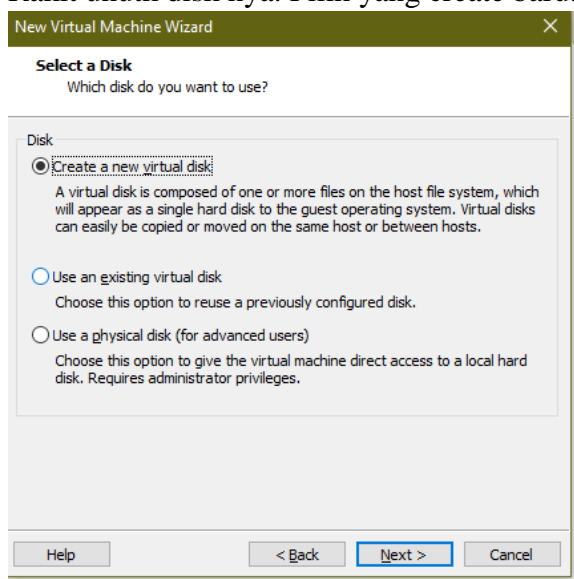 New Virtual Machine Wizard
Select a Disk
Which disk do you want to use?
Disk
Create a new virtual disk
A virtual disk is composed of one or more files on the host file system, which
will appear as a single hard disk to the guest operating system. Virtual disks
can easily be copied or moved on the same host or between hosts.
Use an existing virtual disk
Choose this option to reuse a previously configured disk.
Use a physical disk (for advanced users)
Choose this option to give the virtual machine direct access to a local hard
disk. Requires administrator privileges.
Help
< Back
Next >
Cancel